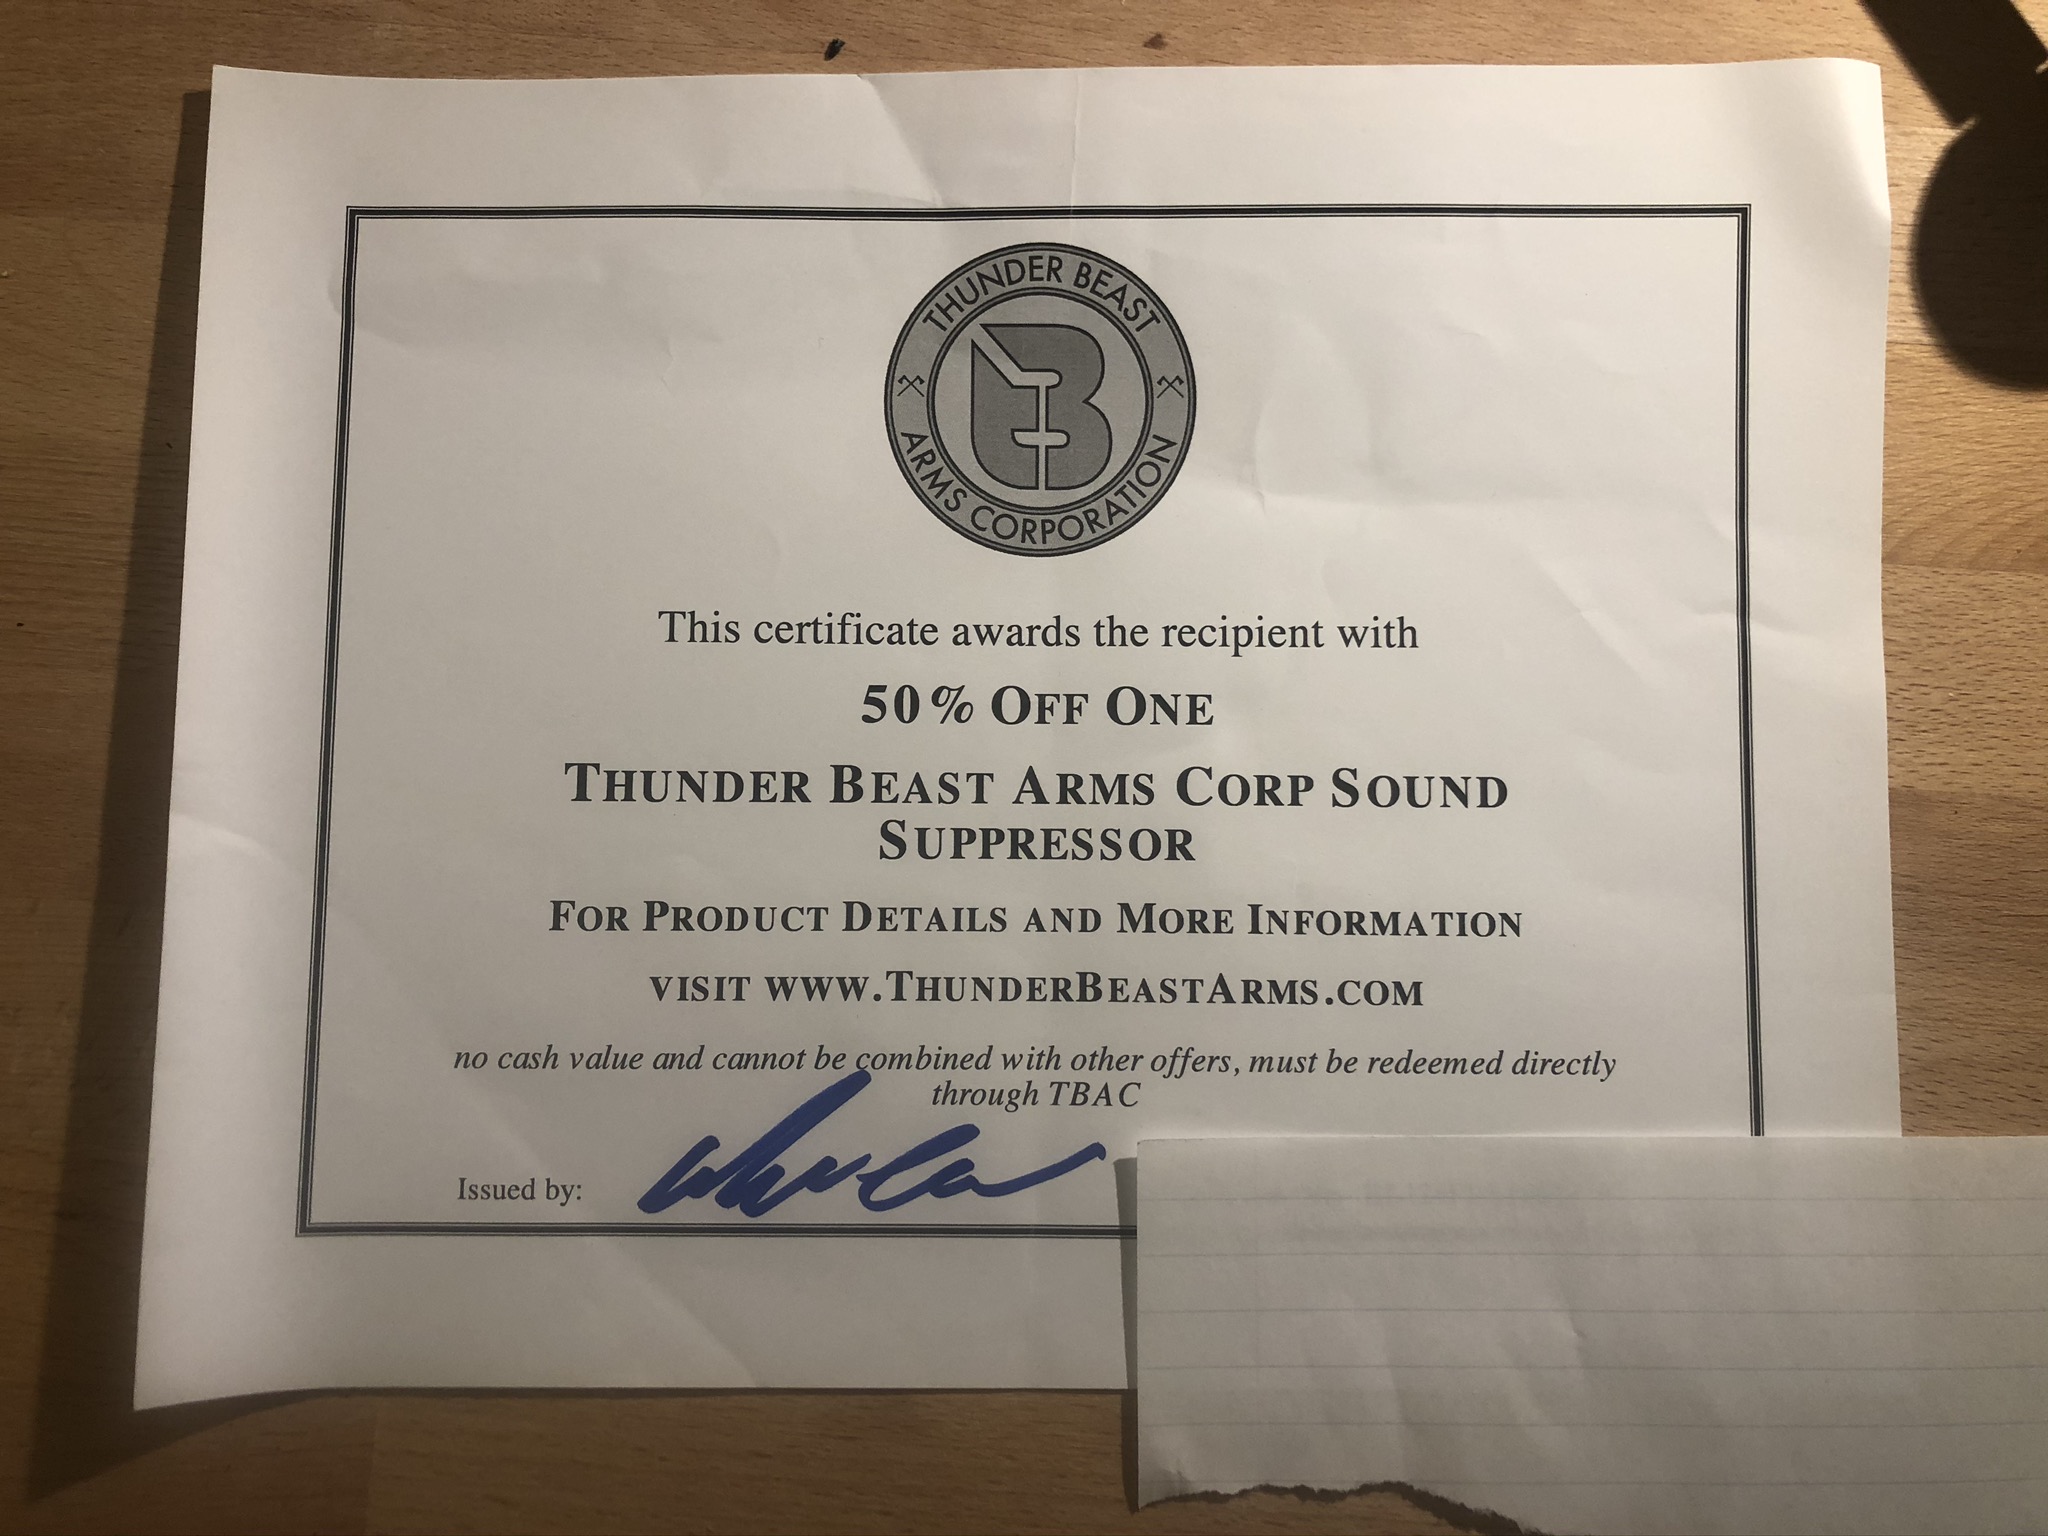 THUNDER BEAST
ARMS CORPORATION
This certificate awards the recipient with
50% OFF ONE
THUNDER BEAST ARMS CORP SOUND
SUPPRESSOR
FOR PRODUCT DETAILS AND MORE INFORMATION
VISIT WWW.THUNDERBEASTARMS.COM
no cash value and cannot be combined with other offers, must be redeemed directly
through TBAC
Issued by: